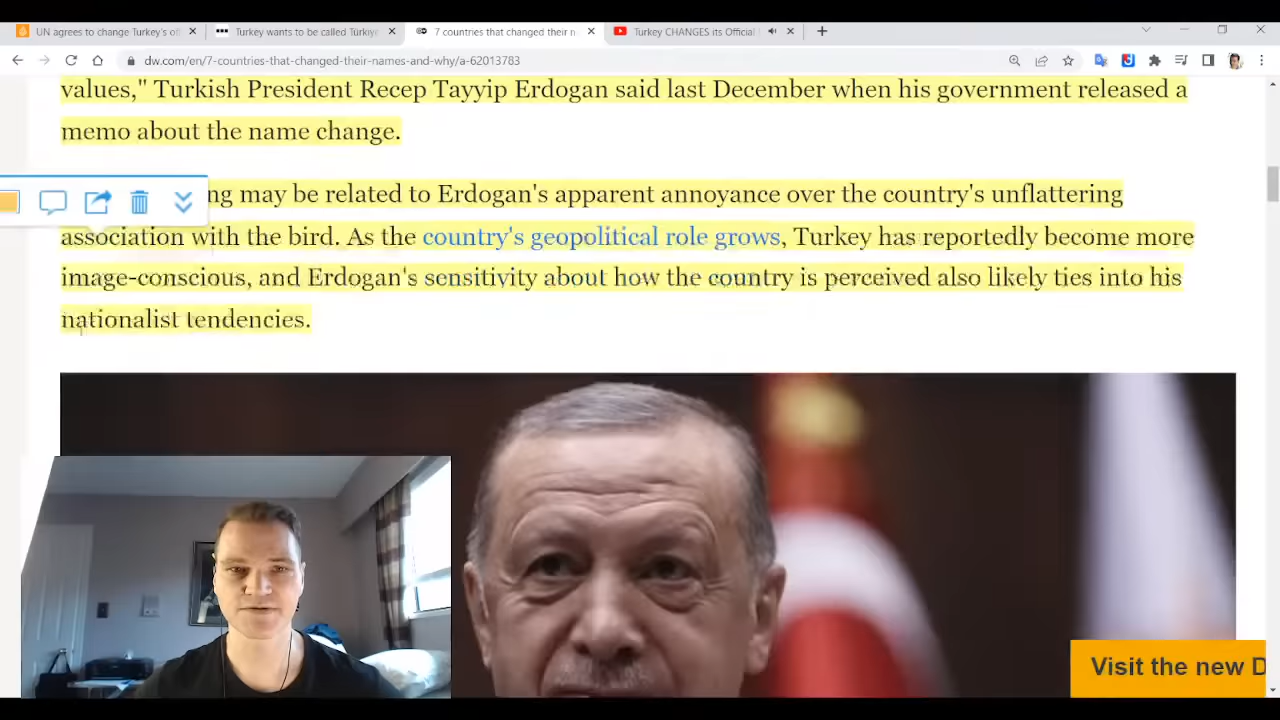 UN agrees to change Turkey's of
Turkey wants to be called Türkiye
7 countries that changed their n
Turkey CHANGES its Official
dw.com/en/7-countries-that-changed-their-names-and-why/a-62013783
values," Turkish President Recep Tayyip Erdogan said last December when his government released a
memo about the name change.
ng may be related to Erdogan's apparent annoyance over the country's unflattering
association with the bird. As the country's geopolitical role grows, Turkey has reportedly become more
image-conscious, and Erdogan's sensitivity about how the country is perceived also likely ties into his
nationalist tendencies.
Visit the new D